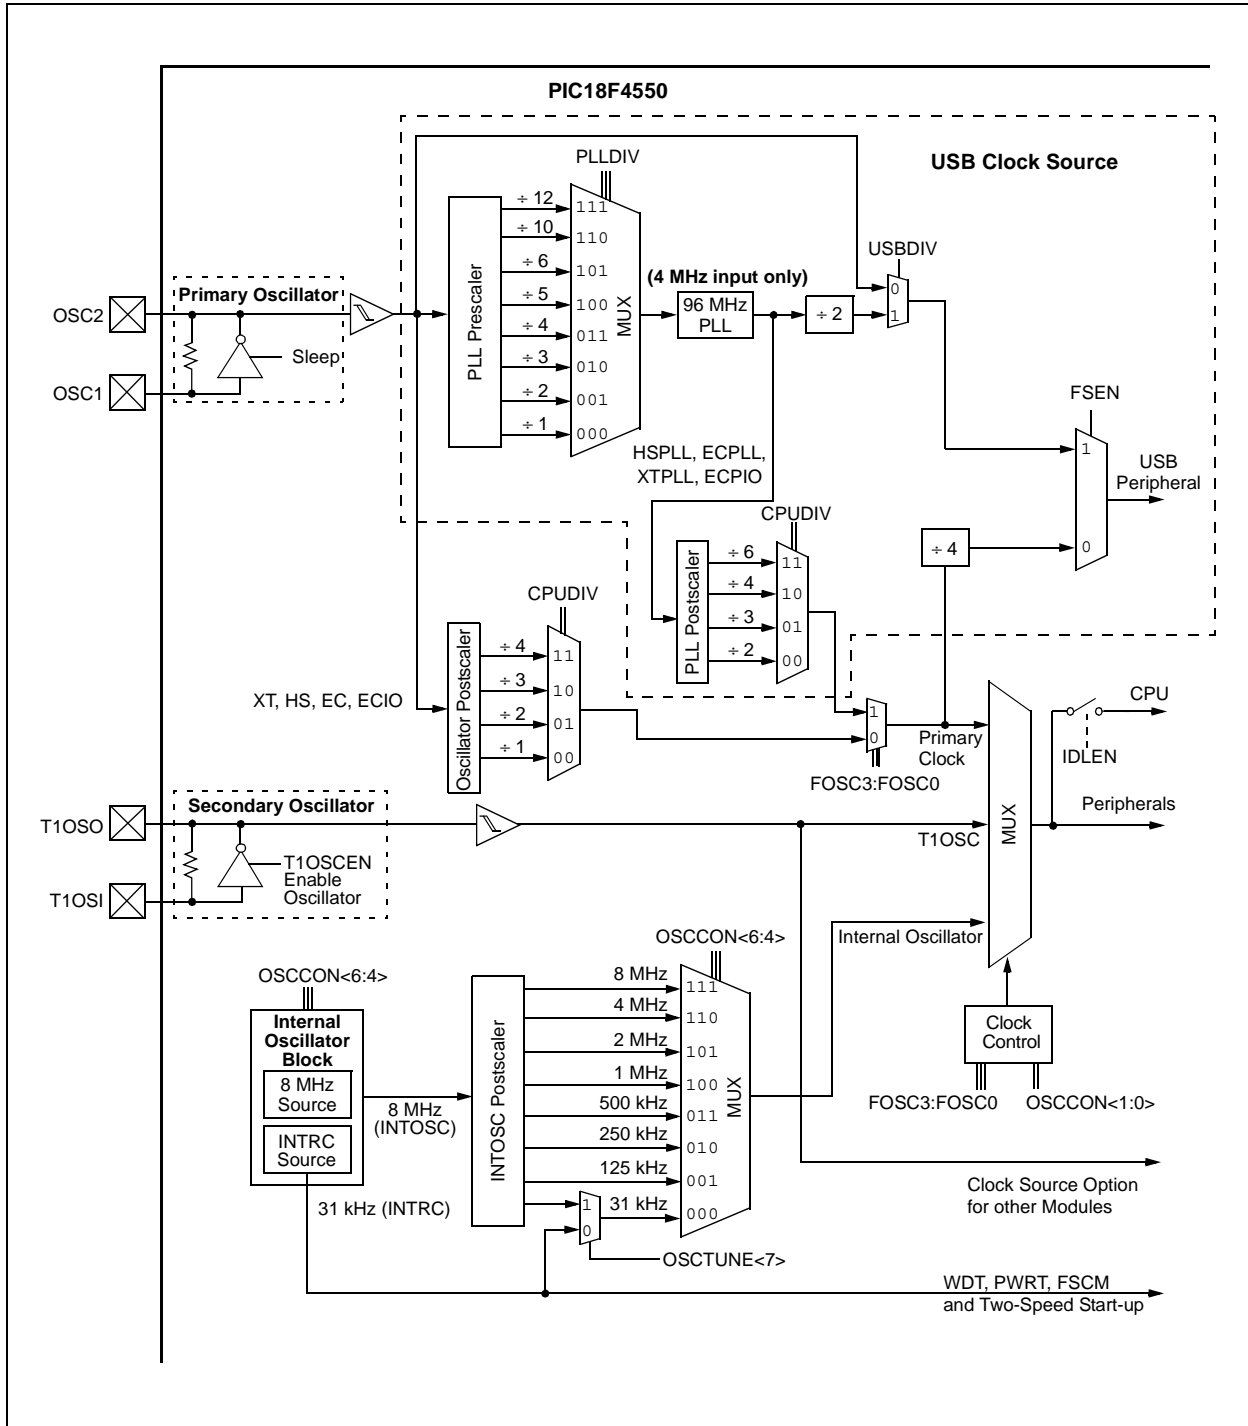 PIC18F4550
USB Clock Source
PLLDIV
÷ 12
111
÷ 10
110
÷ 6
101
÷ 5
100
÷ 4
011
÷ 3
010
÷ 2
001
÷ 1
000
PLL Prescaler
MUX
(4 MHz input only)
96 MHz
PLL
÷ 2
USBDIV
0
1
Primary Oscillator
OSC2
OSC1
Sleep
HSPLL, ECPLL,
XTPLL, ECPIO
FSEN
1
0
USB
Peripheral
÷ 4
CPUDIV
PLL Postscaler
÷ 6
11
÷ 4
10
÷ 3
01
÷ 2
00
CPUDIV
Oscillator Postscaler
÷ 4
11
÷ 3
10
÷ 2
01
÷ 1
00
XT, HS, EC, ECIO
1
0
FOSC3:FOSC0
Primary
Clock
CPU
IDLEN
Peripherals
MUX
Secondary Oscillator
T1OSO
T1OSI
T1OSCEN
Enable
Oscillator
T1OSC
Internal Oscillator
OSCCON<6:4>
OSCCON<6:4>
Internal
Oscillator
Block
8 MHz
Source
INTRC
Source
8 MHz
(INTOSC)
31 kHz (INTRC)
INTOSC Postscaler
8 MHz
111
4 MHz
110
2 MHz
101
1 MHz
100
500 kHz
011
250 kHz
010
125 kHz
001
31 kHz
000
1
0
MUX
OSCTUNE<7>
Clock
Control
FOSC3:FOSC0
OSCCON<1:0>
Clock Source Option
for other Modules
WDT, PWRT, FSCM
and Two-Speed Start-up